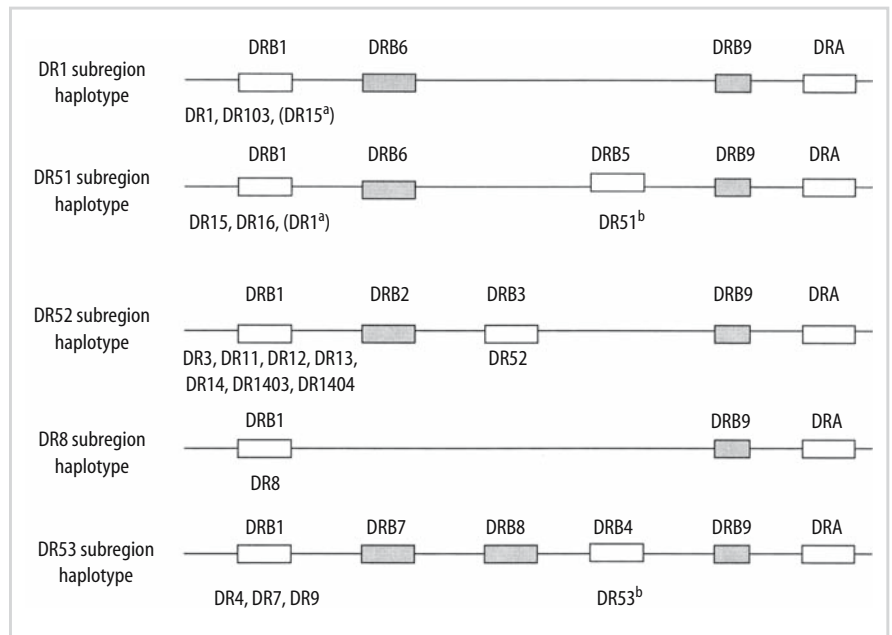 DRB1 DRB6 DRB9 DRA
DR1 subregion
haplotype
DR1, DR103, (DR15ᵃ)
DRB1 DRB6 DRB5 DRB9 DRA
DR51 subregion
haplotype
DR15, DR16, (DR1ᵃ) DR51ᵇ
DRB1 DRB2 DRB3 DRB9 DRA
DR52 subregion
haplotype
DR3, DR11, DR12, DR13, DR52
DR14, DR1403, DR1404
DRB1 DRB9 DRA
DR8 subregion
haplotype
DR8
DRB1 DRB7 DRB8 DRB4 DRB9 DRA
DR53 subregion
haplotype
DR4, DR7, DR9 DR53ᵇ